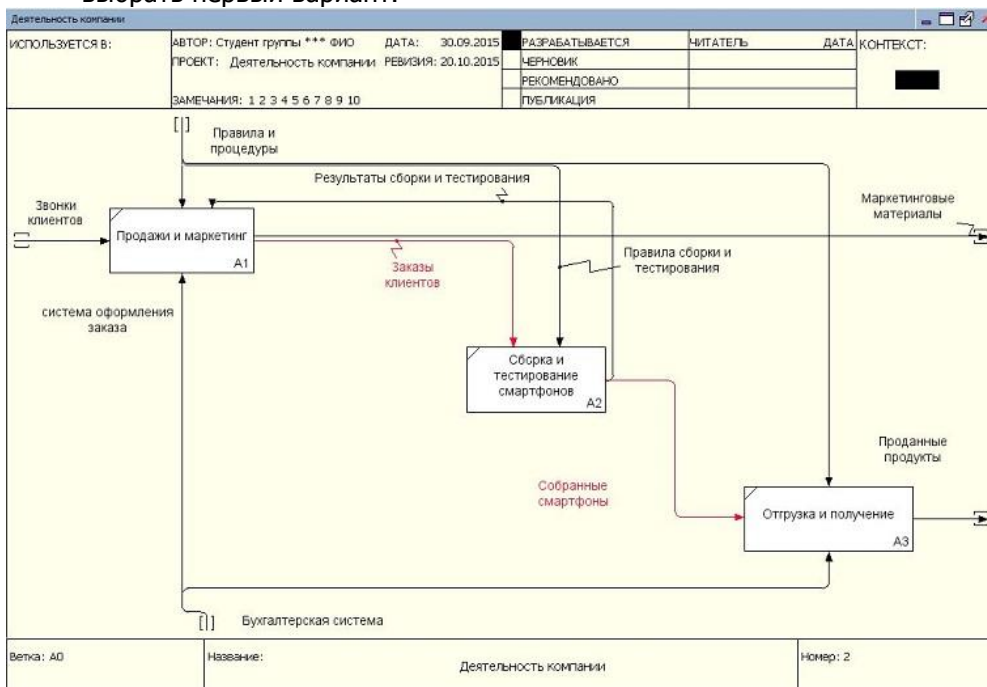 выбрать первый вариант.
Деятельность компании
ИСПОЛЬЗУЕТСЯ В:
АВТОР: Студент группы *** ФИО
ДАТА: 30.09.2015
ПРОЕКТ: Деятельность компании
РЕВИЗИЯ: 20.10.2015
ЗАМЕЧАНИЯ: 1 2 3 4 5 6 7 8 9 10
РАЗРАБАТЫВАЕТСЯ
ЧЕРНОВИК
РЕКОМЕНДОВАНО
ПУБЛИКАЦИЯ
ЧИТАТЕЛЬ
ДАТА
КОНТЕКСТ:
Правила и
процедуры
Результаты сборки и тестирования
Звонки
клиентов
Маркетинговые
материалы
Продажи и маркетинг
A1
Заказы
клиентов
Правила сборки и
тестирования
система оформления
заказа
Сборка и
тестирование
смартфонов
A2
Проданные
продукты
Собранные
смартфоны
Отгрузка и получение
A3
Бухгалтерская система
Ветка: A0
Название:
Деятельность компании
Номер: 2